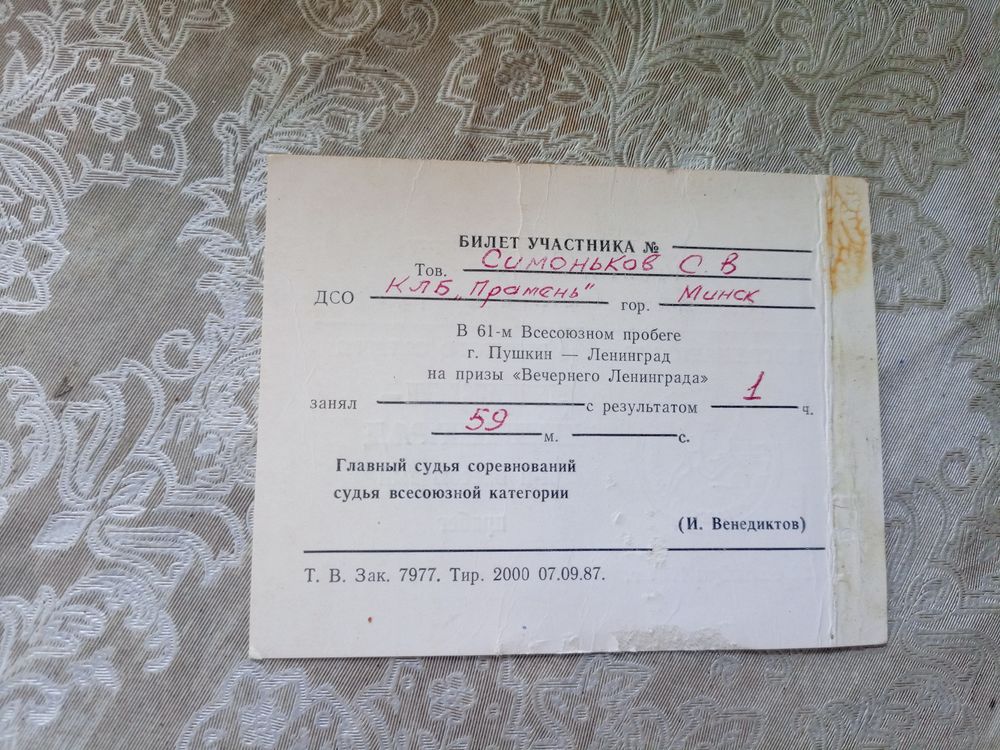 БИЛЕТ УЧАСТНИКА №
Тов. Симоньков С. В
ДСО КЛБ „Прамень" гор. Минск
В 61-м Всесоюзном пробеге
г. Пушкин — Ленинград
на призы «Вечернего Ленинграда»
занял с результатом 1 ч.
59 м. с.
Главный судья соревнований
судья всесоюзной категории
(И. Венедиктов)
Т. В. Зак. 7977. Тир. 2000 07.09.87.